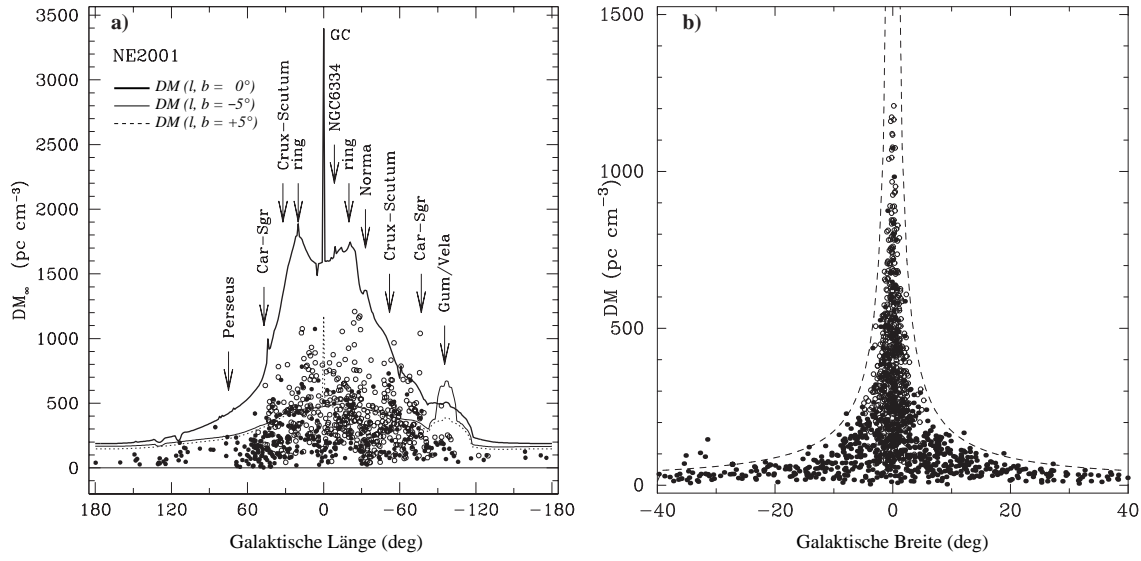 a)
NE2001
DM (l, b = 0°)
DM (l, b = −5°)
DM (l, b = +5°)
GC
NGC6334
Crux−Scutum
ring
ring
Norma
Car−Sgr
Crux−Scutum
Car−Sgr
Perseus
Gum/Vela
3500
3000
2500
2000
1500
1000
500
0
DM∞ (pc cm−3)
180 120 60 0 −60 −120 −180
Galaktische Länge (deg)
b)
1000
500
0
DM (pc cm−3)
−40 −20 0 20 40
Galaktische Breite (deg)